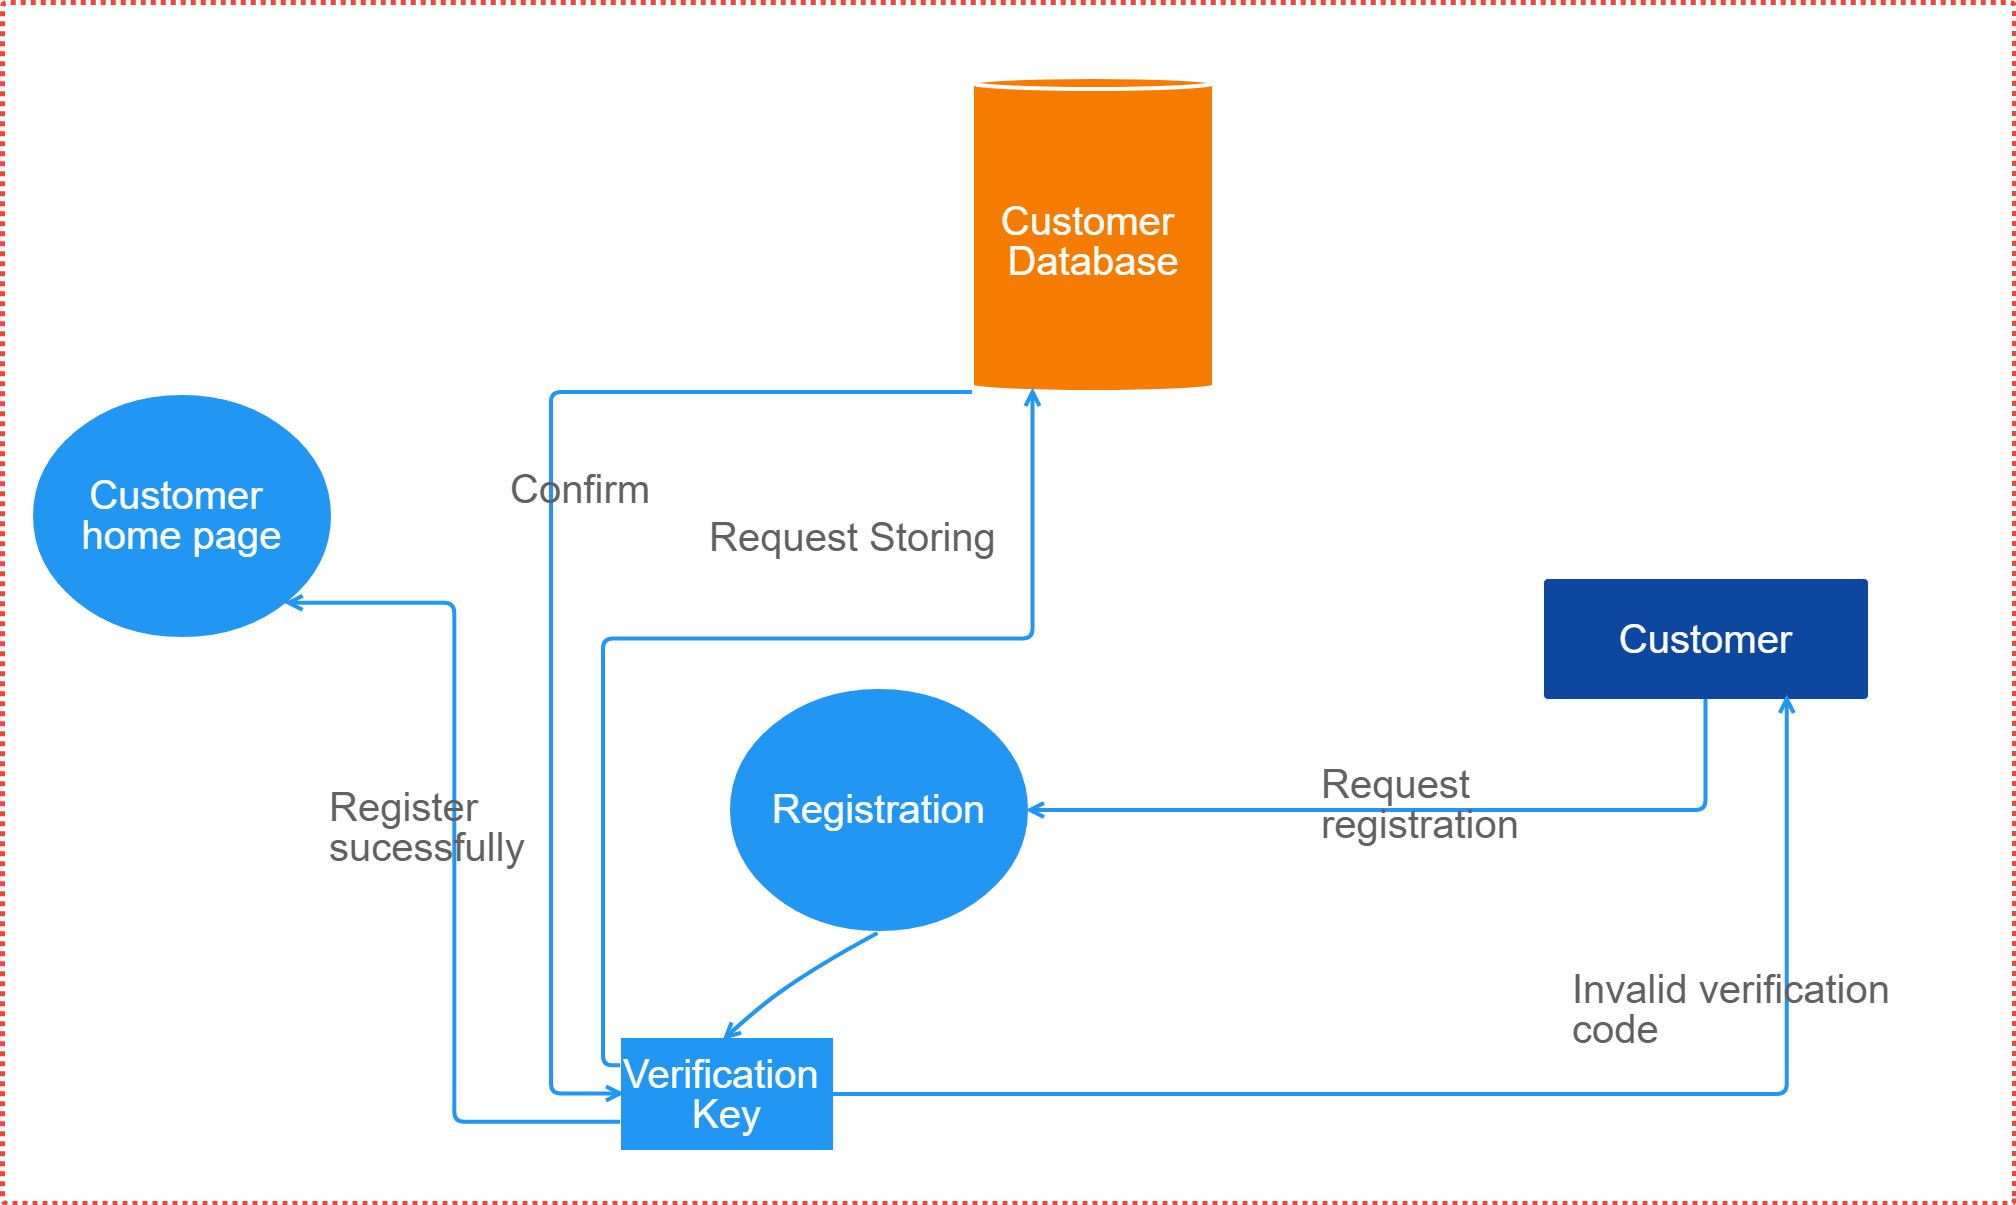 Customer
Database
Customer
home page
Confirm
Request Storing
Customer
Register
sucessfully
Registration
Request
registration
Invalid verification
code
Verification
Key